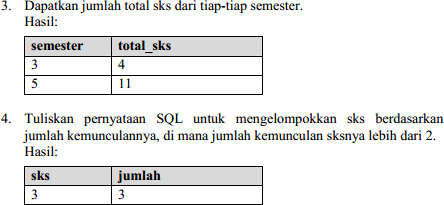 3. Dapatkan jumlah total sks dari tiap-tiap semester.
Hasil:
semester total_sks
3 4
5 11
4. Tuliskan pernyataan SQL untuk mengelompokkan sks berdasarkan
jumlah kemunculannya, di mana jumlah kemunculan sksnya lebih dari 2.
Hasil:
sks jumlah
3 3